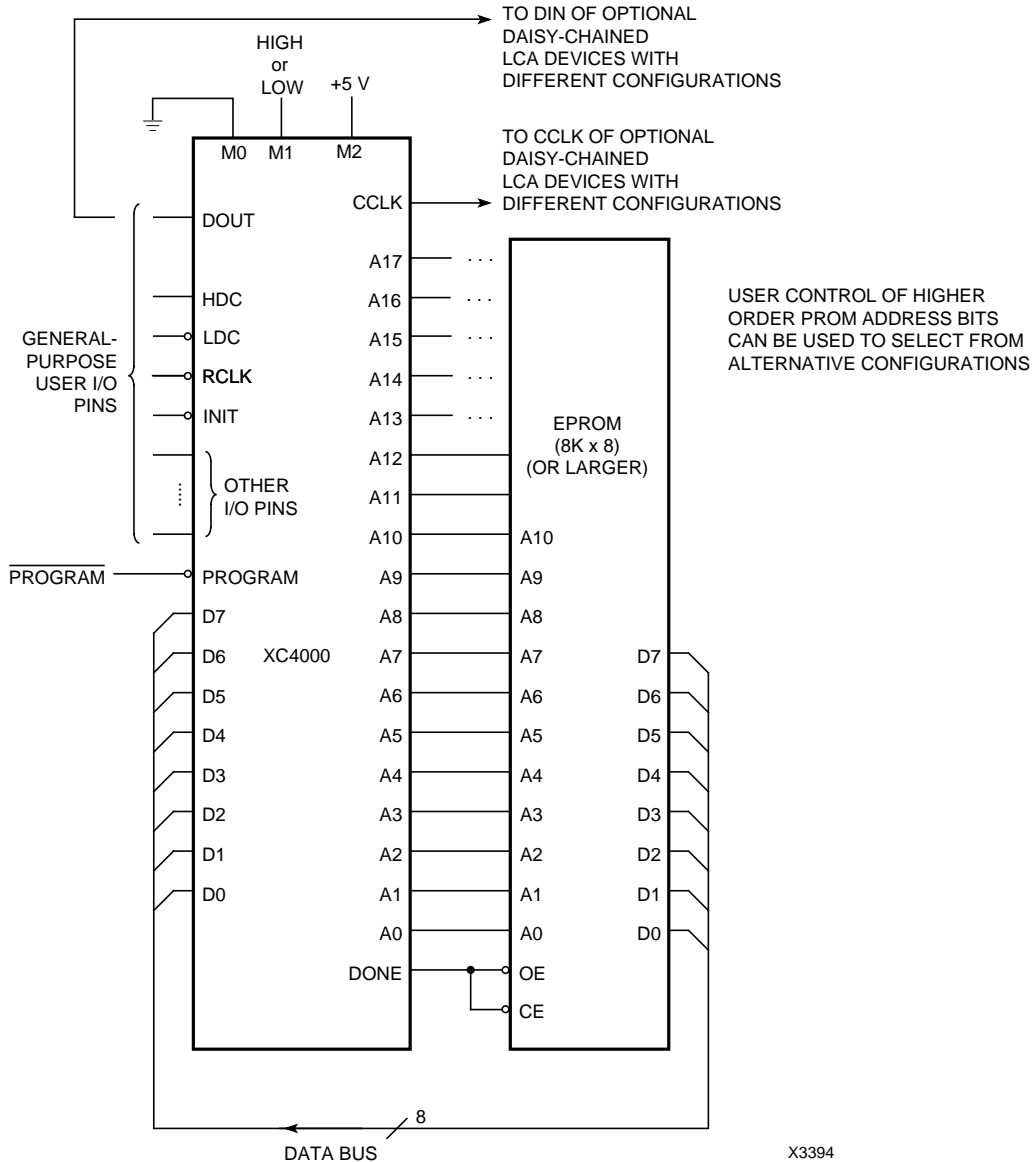 TO DIN OF OPTIONAL
DAISY-CHAINED
LCA DEVICES WITH
DIFFERENT CONFIGURATIONS
HIGH
or
LOW
+5 V
M0 M1 M2
TO CCLK OF OPTIONAL
DAISY-CHAINED
LCA DEVICES WITH
DIFFERENT CONFIGURATIONS
CCLK
DOUT
A17 . . .
HDC
A16 . . .
USER CONTROL OF HIGHER
ORDER PROM ADDRESS BITS
CAN BE USED TO SELECT FROM
ALTERNATIVE CONFIGURATIONS
GENERAL-
PURPOSE
USER I/O
PINS
LDC
A15 . . .
RCLK
A14 . . .
INIT
A13 . . .
EPROM
(8K x 8)
(OR LARGER)
A12
OTHER
I/O PINS
A11
A10 A10
PROGRAM PROGRAM A9 A9
D7 A8 A8
D6 XC4000 A7 A7 D7
D5 A6 A6 D6
D4 A5 A5 D5
D3 A4 A4 D4
D2 A3 A3 D3
D1 A2 A2 D2
D0 A1 A1 D1
A0 A0 D0
DONE OE
CE
8
DATA BUS
X3394